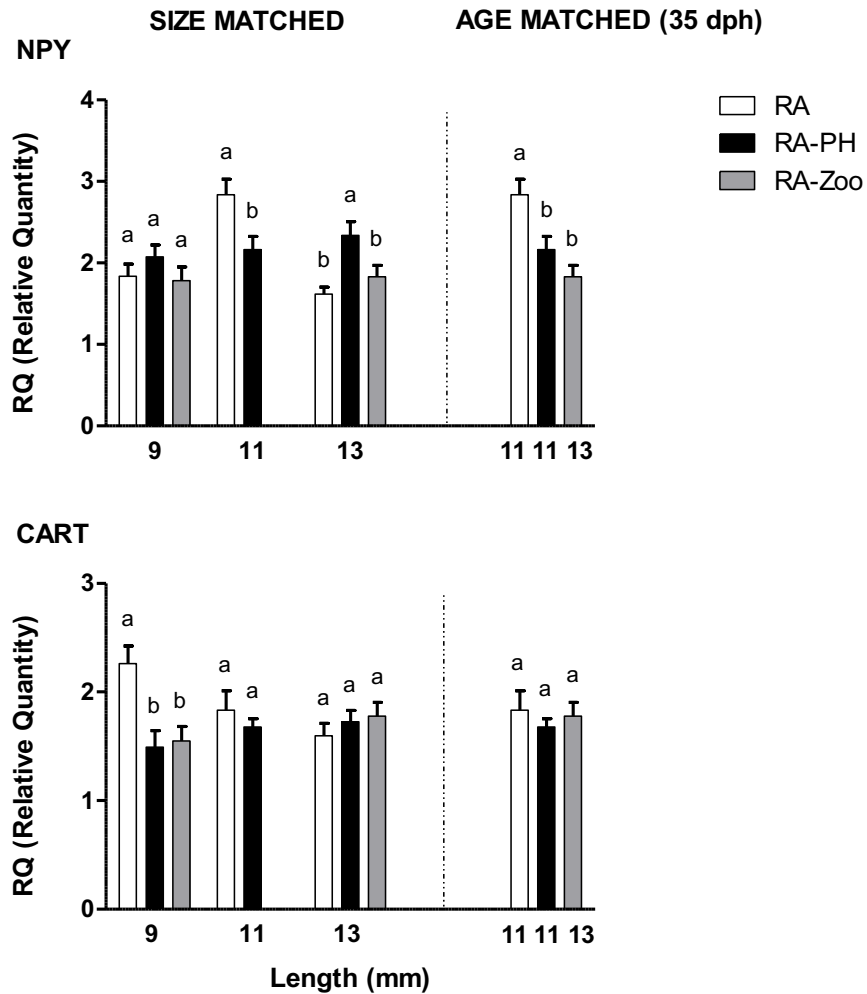 SIZE MATCHED AGE MATCHED (35 dph)
NPY
RA
RA-PH
RA-Zoo
RQ (Relative Quantity)
4
3
2
1
0
a a a a b b a b a b b
9 11 13 11 11 13
CART
RQ (Relative Quantity)
3
2
1
0
a b b a a a a a a a a
9 11 13 11 11 13
Length (mm)